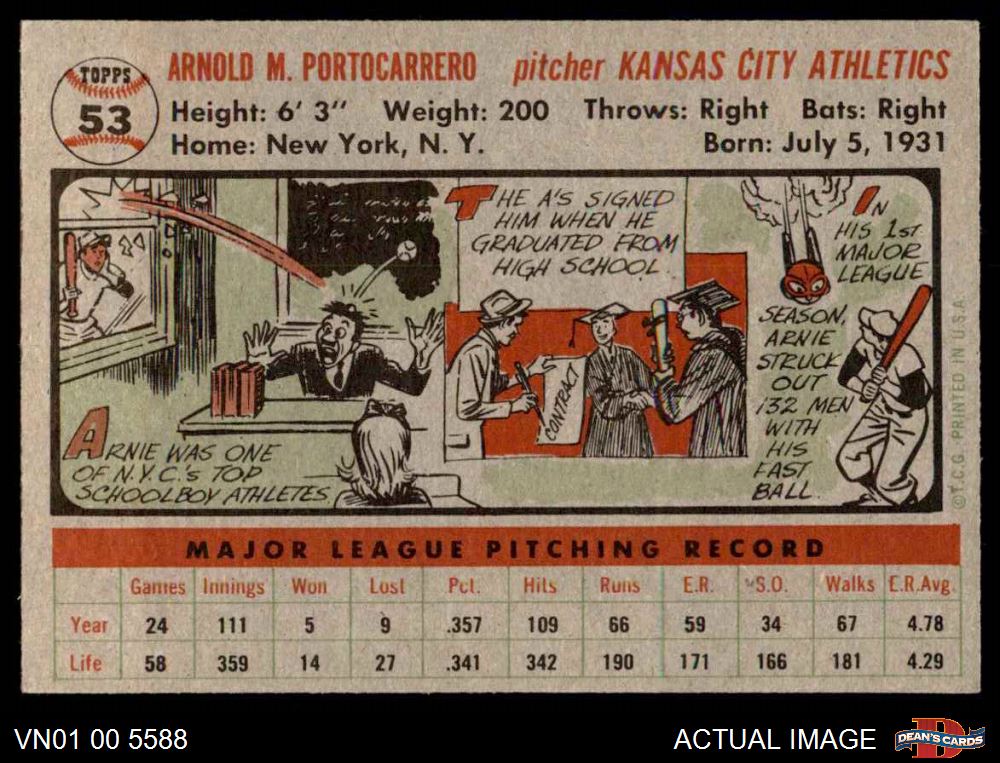 TOPPS
53
ARNOLD M. PORTOCARRERO pitcher KANSAS CITY ATHLETICS
Height: 6' 3" Weight: 200 Throws: Right Bats: Right
Home: New York, N. Y. Born: July 5, 1931
ARNIE WAS ONE
OF N.Y.C.'s TOP
SCHOOLBOY ATHLETES
THE A'S SIGNED
HIM WHEN HE
GRADUATED FROM
HIGH SCHOOL.
CONTRACT
IN
HIS 1ST
MAJOR
LEAGUE
SEASON,
ARNIE
STRUCK
OUT
132 MEN
WITH
HIS
FAST
BALL.
©T.C.G. PRINTED IN U.S.A.
MAJOR LEAGUE PITCHING RECORD
Games Innings Won Lost Pct. Hits Runs E.R. S.O. Walks E.R.Avg.
Year 24 111 5 9 .357 109 66 59 34 67 4.78
Life 58 359 14 27 .341 342 190 171 166 181 4.29
VN01 00 5588 ACTUAL IMAGE DEAN'S CARDS